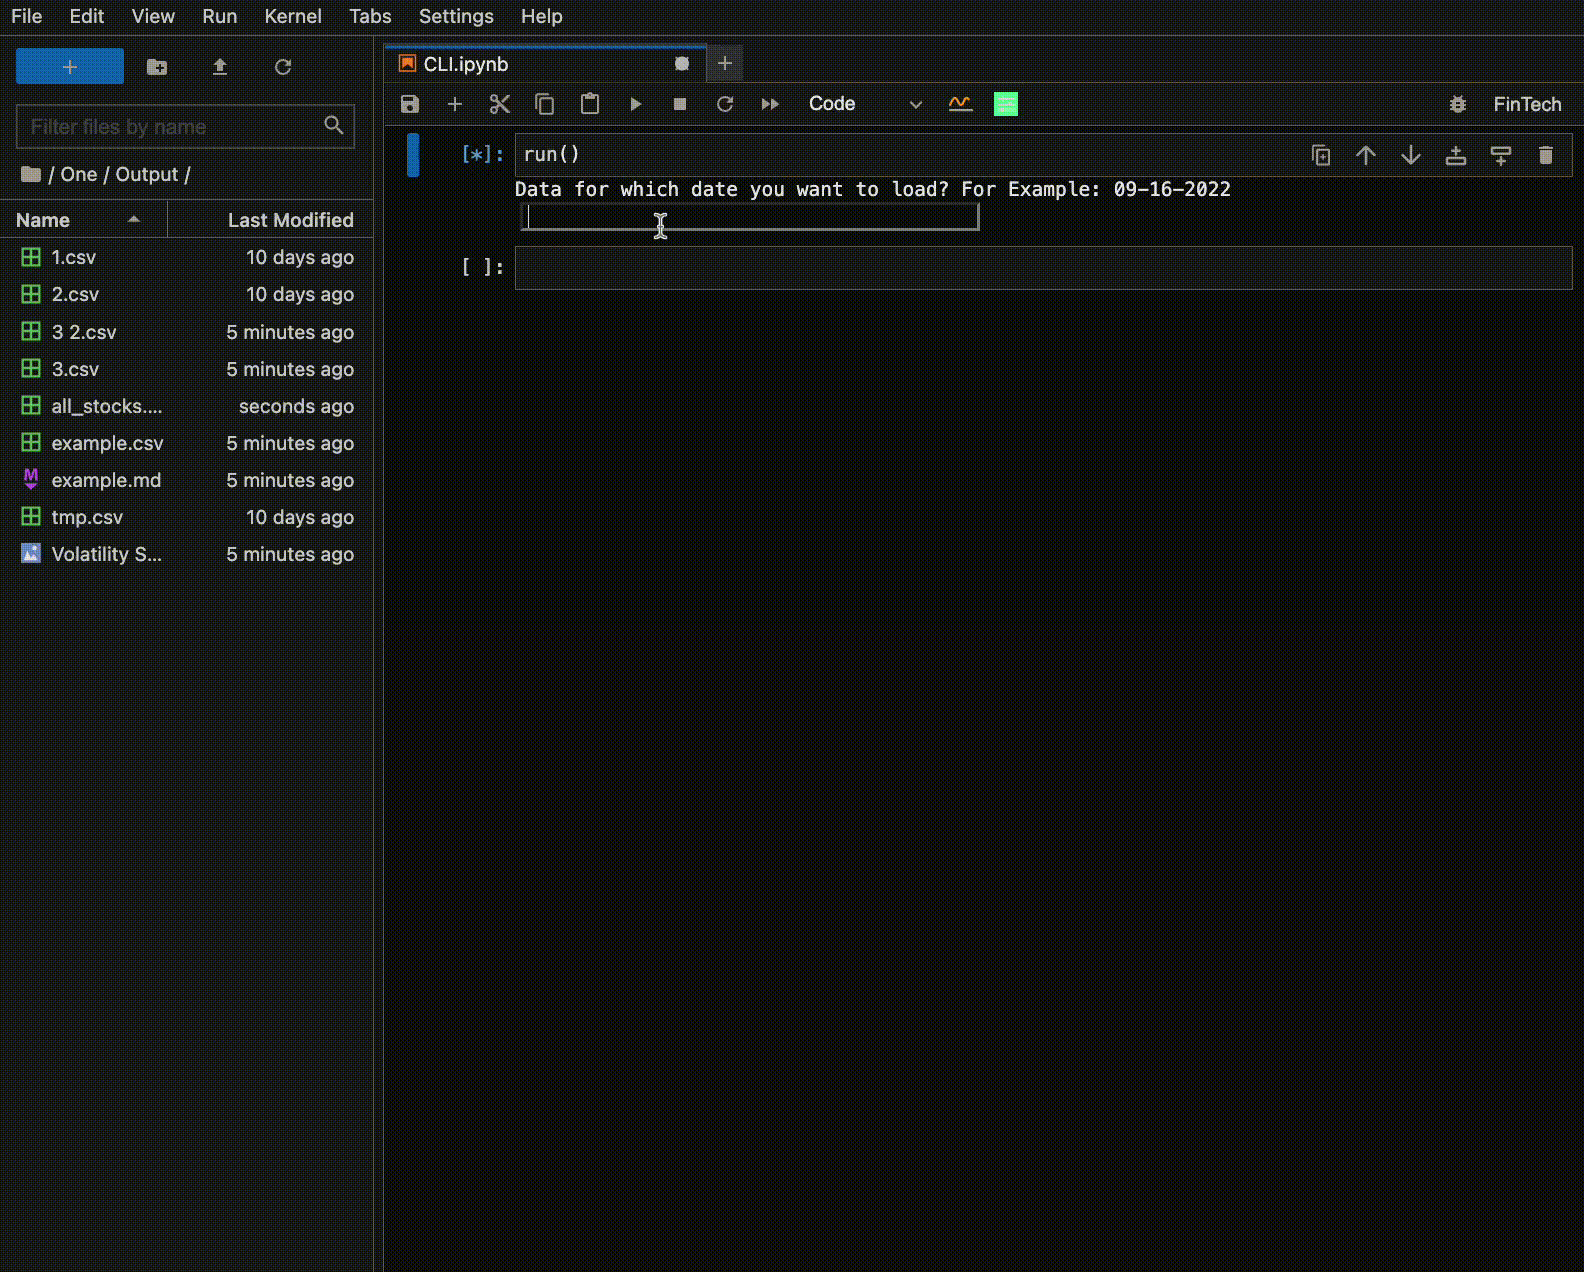 File Edit View Run Kernel Tabs Settings Help
Filter files by name
/ One / Output /
Name Last Modified
1.csv 10 days ago
2.csv 10 days ago
3 2.csv 5 minutes ago
3.csv 5 minutes ago
all_stocks.... seconds ago
example.csv 5 minutes ago
M example.md 5 minutes ago
tmp.csv 10 days ago
Volatility S... 5 minutes ago
CLI.ipynb
Code FinTech
[*]: run()
Data for which date you want to load? For Example: 09-16-2022
[ ]: